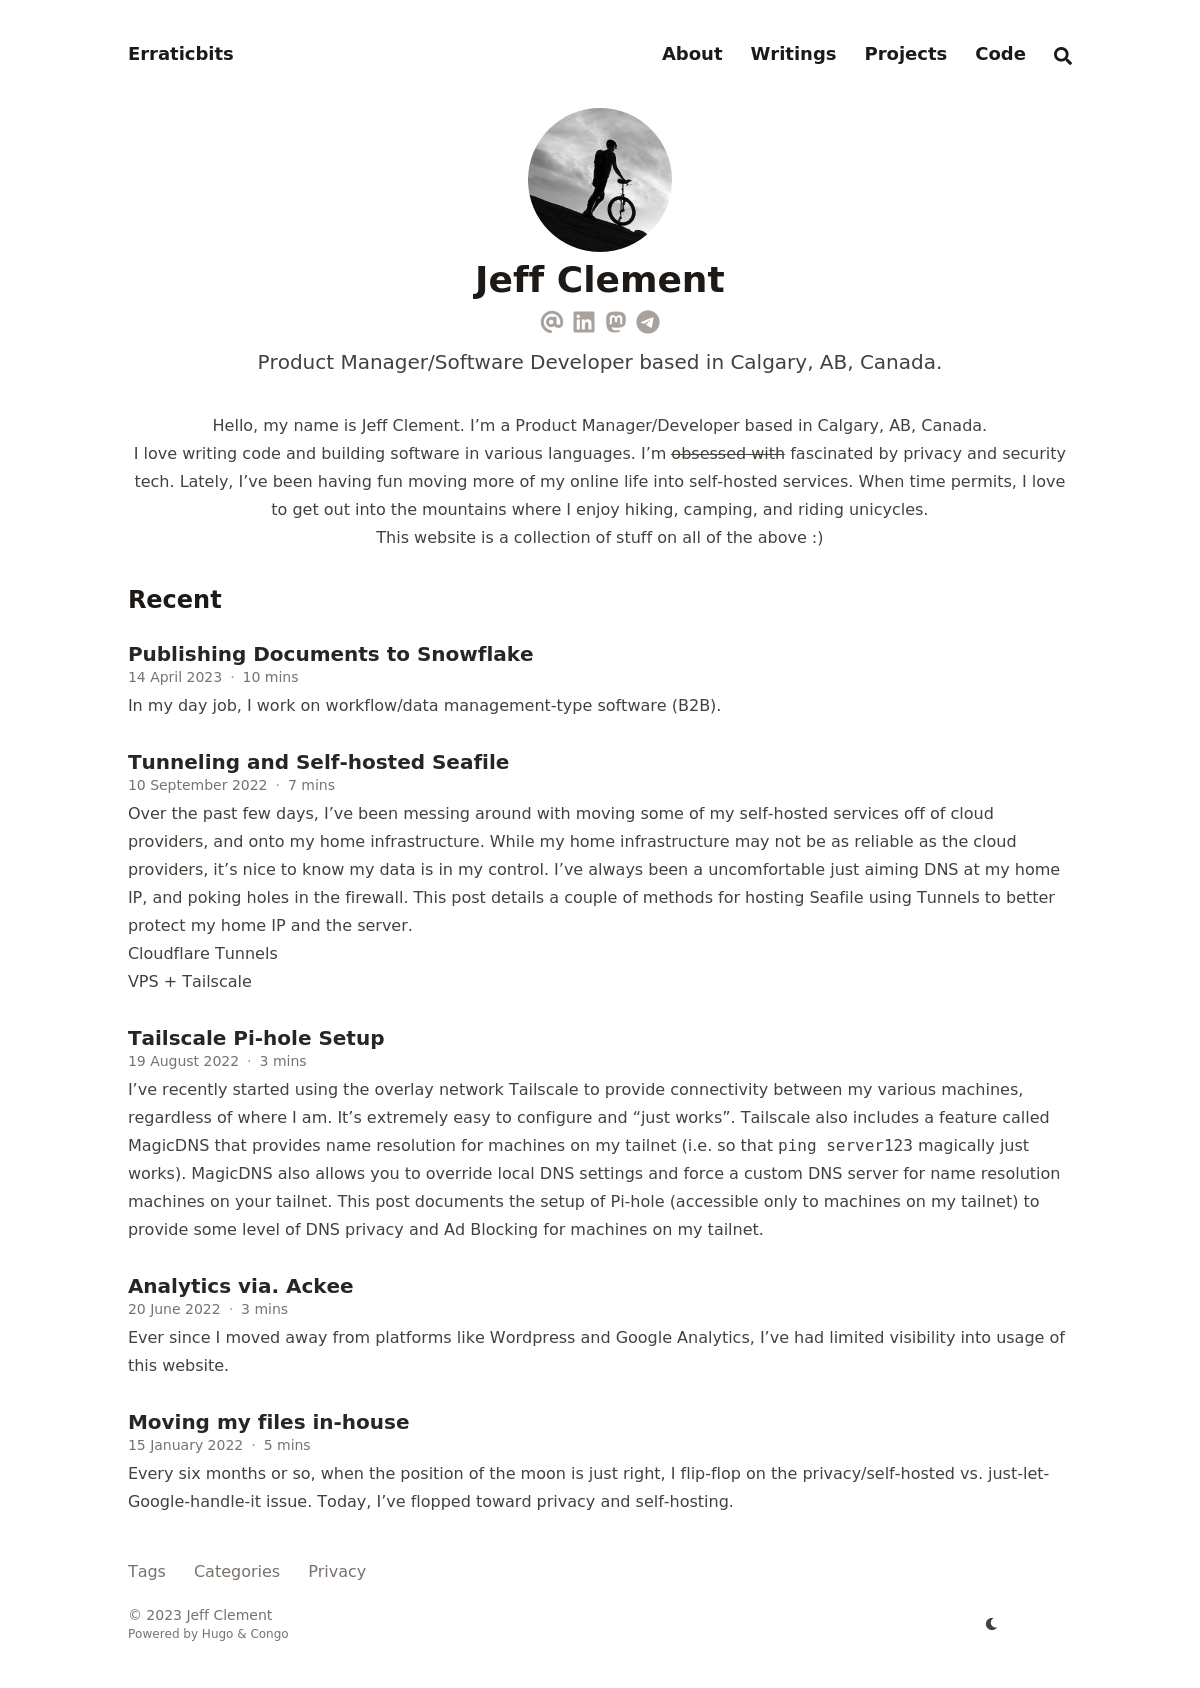 Erraticbits
About Writings Projects Code
Jeff Clement
Product Manager/Software Developer based in Calgary, AB, Canada.
Hello, my name is Jeff Clement. I’m a Product Manager/Developer based in Calgary, AB, Canada.
I love writing code and building software in various languages. I’m obsessed with fascinated by privacy and security
tech. Lately, I’ve been having fun moving more of my online life into self-hosted services. When time permits, I love
to get out into the mountains where I enjoy hiking, camping, and riding unicycles.
This website is a collection of stuff on all of the above :)
Recent
Publishing Documents to Snowflake
14 April 2023 · 10 mins
In my day job, I work on workflow/data management-type software (B2B).
Tunneling and Self-hosted Seafile
10 September 2022 · 7 mins
Over the past few days, I’ve been messing around with moving some of my self-hosted services off of cloud
providers, and onto my home infrastructure. While my home infrastructure may not be as reliable as the cloud
providers, it’s nice to know my data is in my control. I’ve always been a uncomfortable just aiming DNS at my home
IP, and poking holes in the firewall. This post details a couple of methods for hosting Seafile using Tunnels to better
protect my home IP and the server.
Cloudflare Tunnels
VPS + Tailscale
Tailscale Pi-hole Setup
19 August 2022 · 3 mins
I’ve recently started using the overlay network Tailscale to provide connectivity between my various machines,
regardless of where I am. It’s extremely easy to configure and “just works”. Tailscale also includes a feature called
MagicDNS that provides name resolution for machines on my tailnet (i.e. so that ping server123 magically just
works). MagicDNS also allows you to override local DNS settings and force a custom DNS server for name resolution
machines on your tailnet. This post documents the setup of Pi-hole (accessible only to machines on my tailnet) to
provide some level of DNS privacy and Ad Blocking for machines on my tailnet.
Analytics via. Ackee
20 June 2022 · 3 mins
Ever since I moved away from platforms like Wordpress and Google Analytics, I’ve had limited visibility into usage of
this website.
Moving my files in-house
15 January 2022 · 5 mins
Every six months or so, when the position of the moon is just right, I flip-flop on the privacy/self-hosted vs. just-let-
Google-handle-it issue. Today, I’ve flopped toward privacy and self-hosting.
Tags Categories Privacy
© 2023 Jeff Clement
Powered by Hugo & Congo